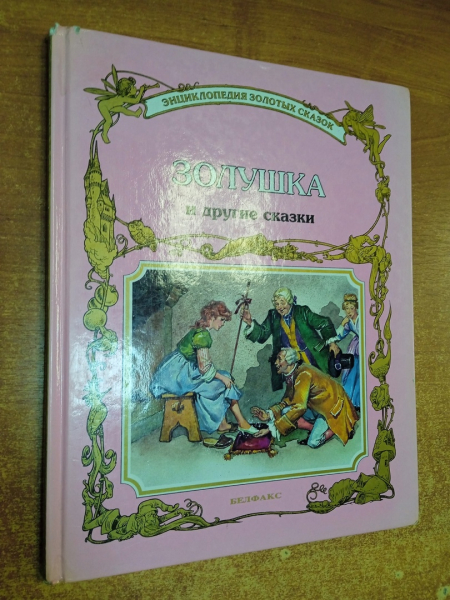 ЭНЦИКЛОПЕДИЯ ЗОЛОТЫХ СКАЗОК
ЗОЛУШКА
и другие сказки
БЕЛФАКС